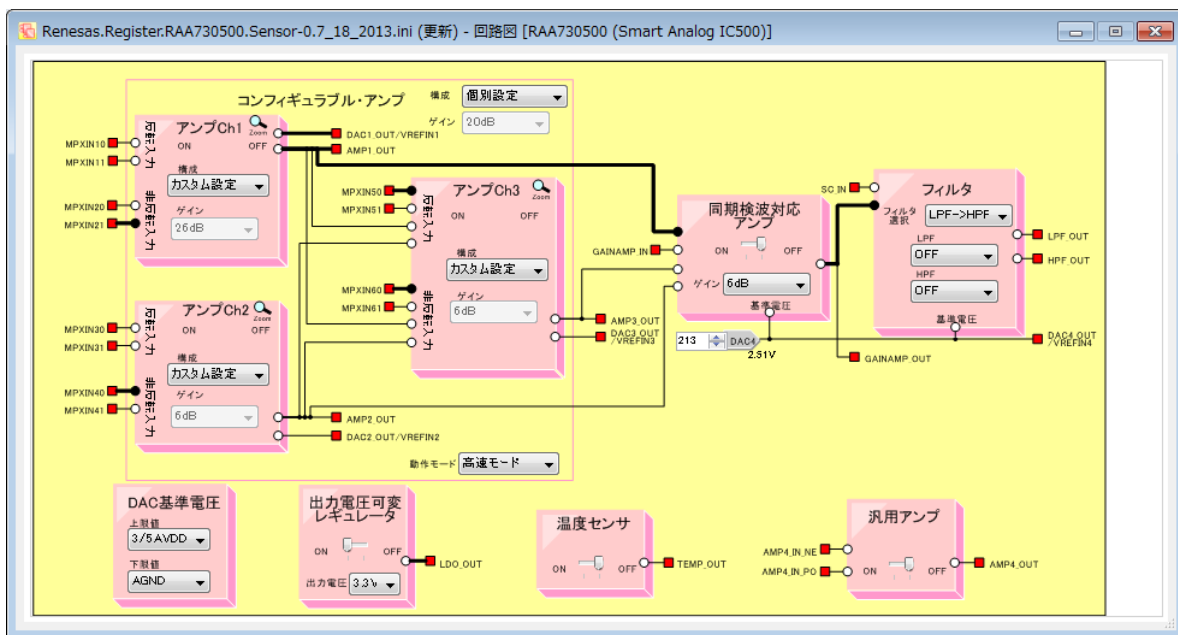 Renesas.Register.RAA730500.Sensor-0.7_18_2013.ini (更新) - 回路図 [RAA730500 (Smart Analog IC500)]
コンフィギュラブル・アンプ
構成 個別設定
ゲイン 20dB
アンプCh1
Zoom
ON OFF
反転入力
非反転入力
構成
カスタム設定
ゲイン
26dB
MPXIN10
MPXIN11
MPXIN20
MPXIN21
DAC1_OUT/VREFIN1
AMP1_OUT
アンプCh2
Zoom
ON OFF
反転入力
非反転入力
構成
カスタム設定
ゲイン
6dB
MPXIN30
MPXIN31
MPXIN40
MPXIN41
AMP2_OUT
DAC2_OUT/VREFIN2
アンプCh3
Zoom
ON OFF
反転入力
非反転入力
構成
カスタム設定
ゲイン
6dB
MPXIN50
MPXIN51
MPXIN60
MPXIN61
AMP3_OUT
DAC3_OUT
/VREFIN3
動作モード 高速モード
同期検波対応
アンプ
ON OFF
ゲイン 6dB
基準電圧
GAINAMP_IN
213 DAC4
2.51V
GAINAMP_OUT
SC_IN
フィルタ
フィルタ
選択
LPF->HPF
LPF
OFF
HPF
OFF
基準電圧
LPF_OUT
HPF_OUT
DAC4_OUT
/VREFIN4
DAC基準電圧
上限値
3/5AVDD
下限値
AGND
出力電圧可変
レギュレータ
ON OFF
出力電圧 3.3V
LDO_OUT
温度センサ
ON OFF
TEMP_OUT
汎用アンプ
AMP4_IN_NE
AMP4_IN_PO
ON OFF
AMP4_OUT